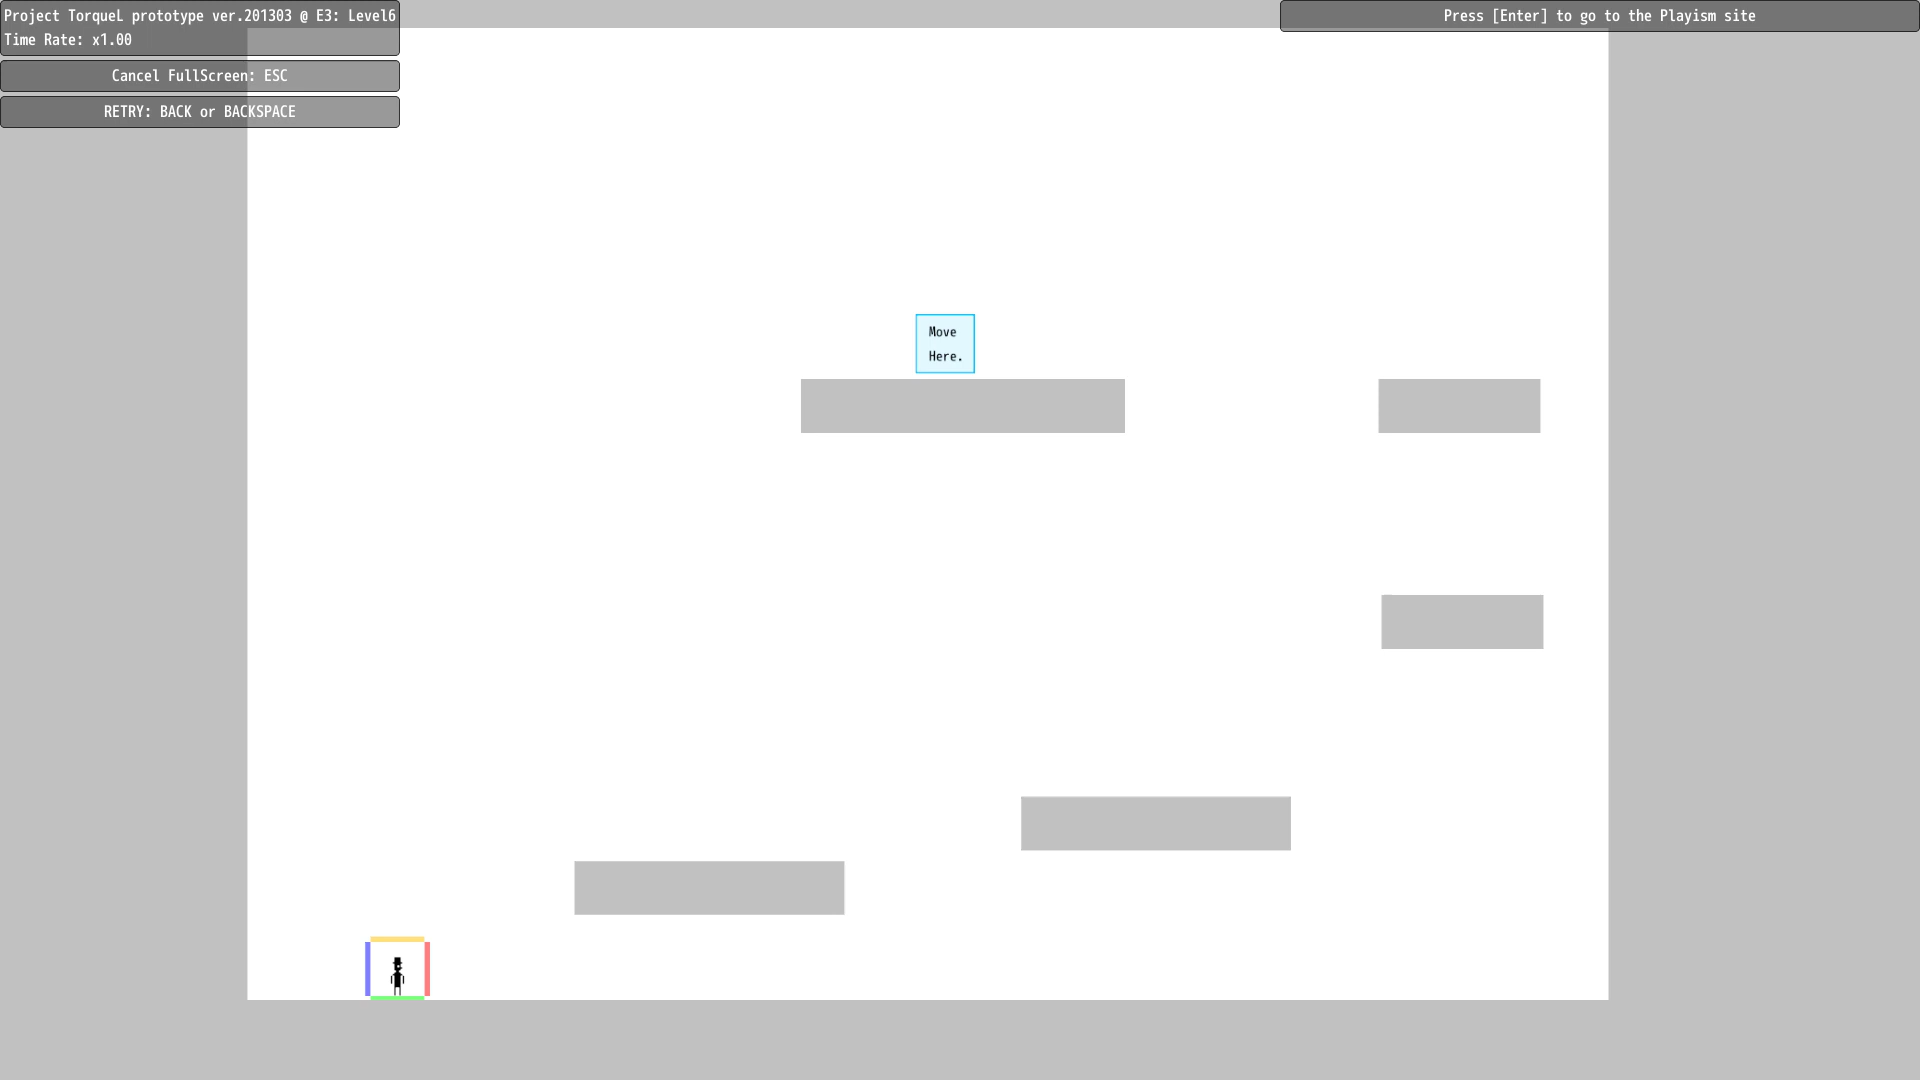 Project TorqueL prototype ver.201303 @ E3: Level6
Time Rate: x1.00
Cancel FullScreen: ESC
RETRY: BACK or BACKSPACE
Press [Enter] to go to the Playism site
Move
Here.